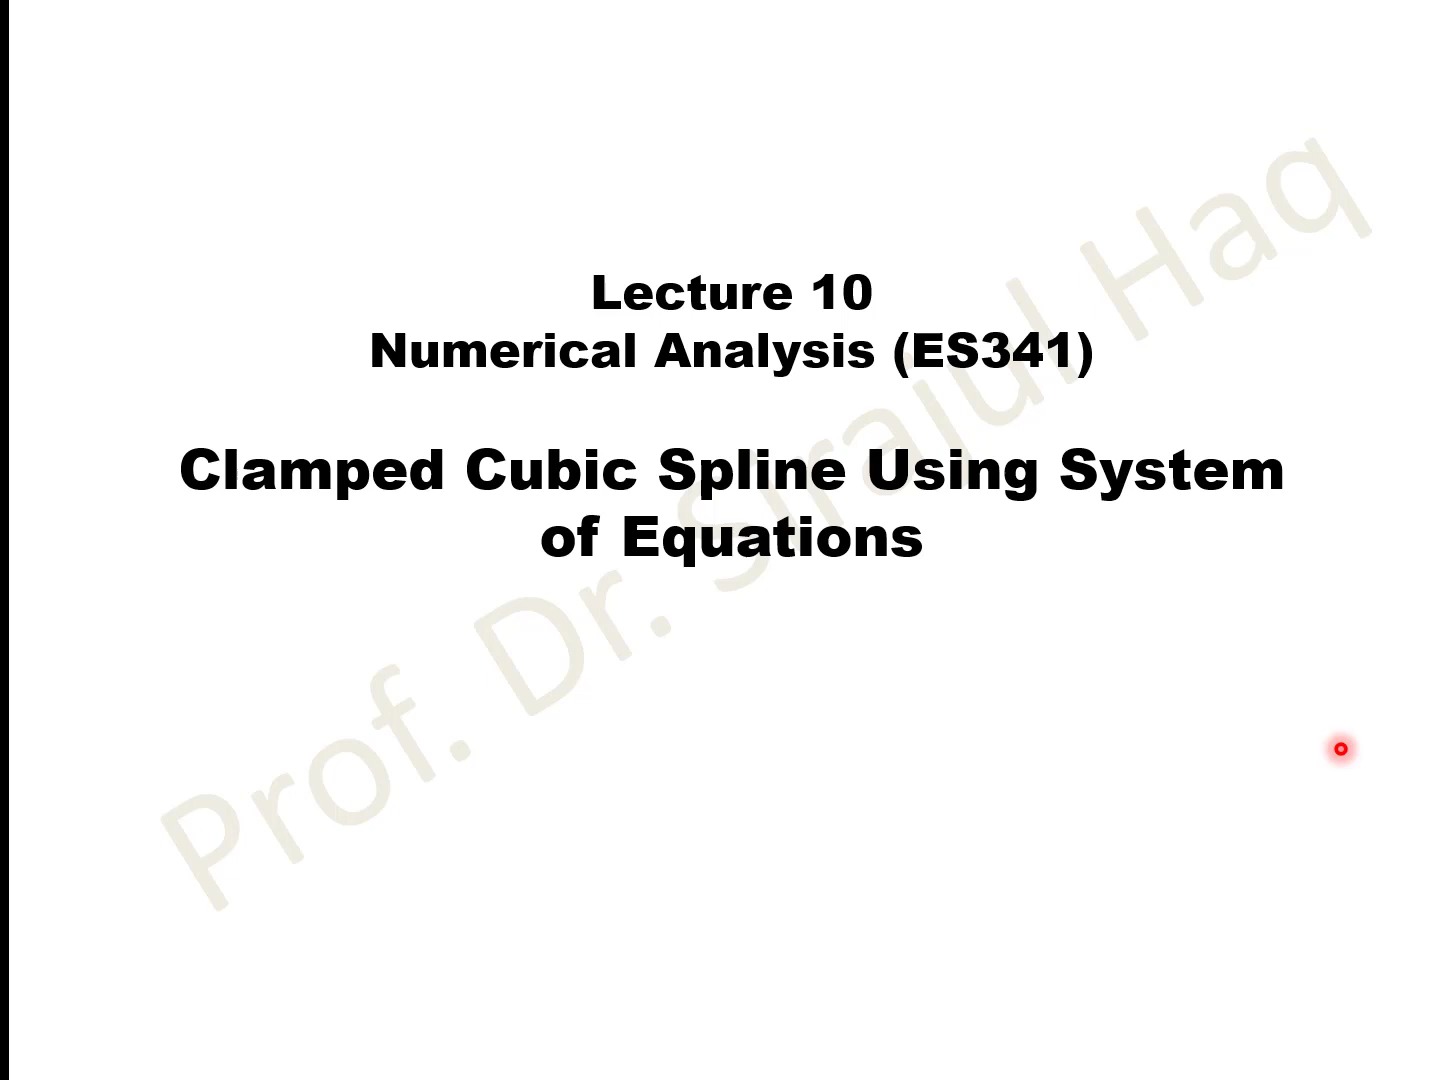 Lecture 10
Numerical Analysis (ES341)
Clamped Cubic Spline Using System
of Equations
Prof. Dr. Sirajul Haq